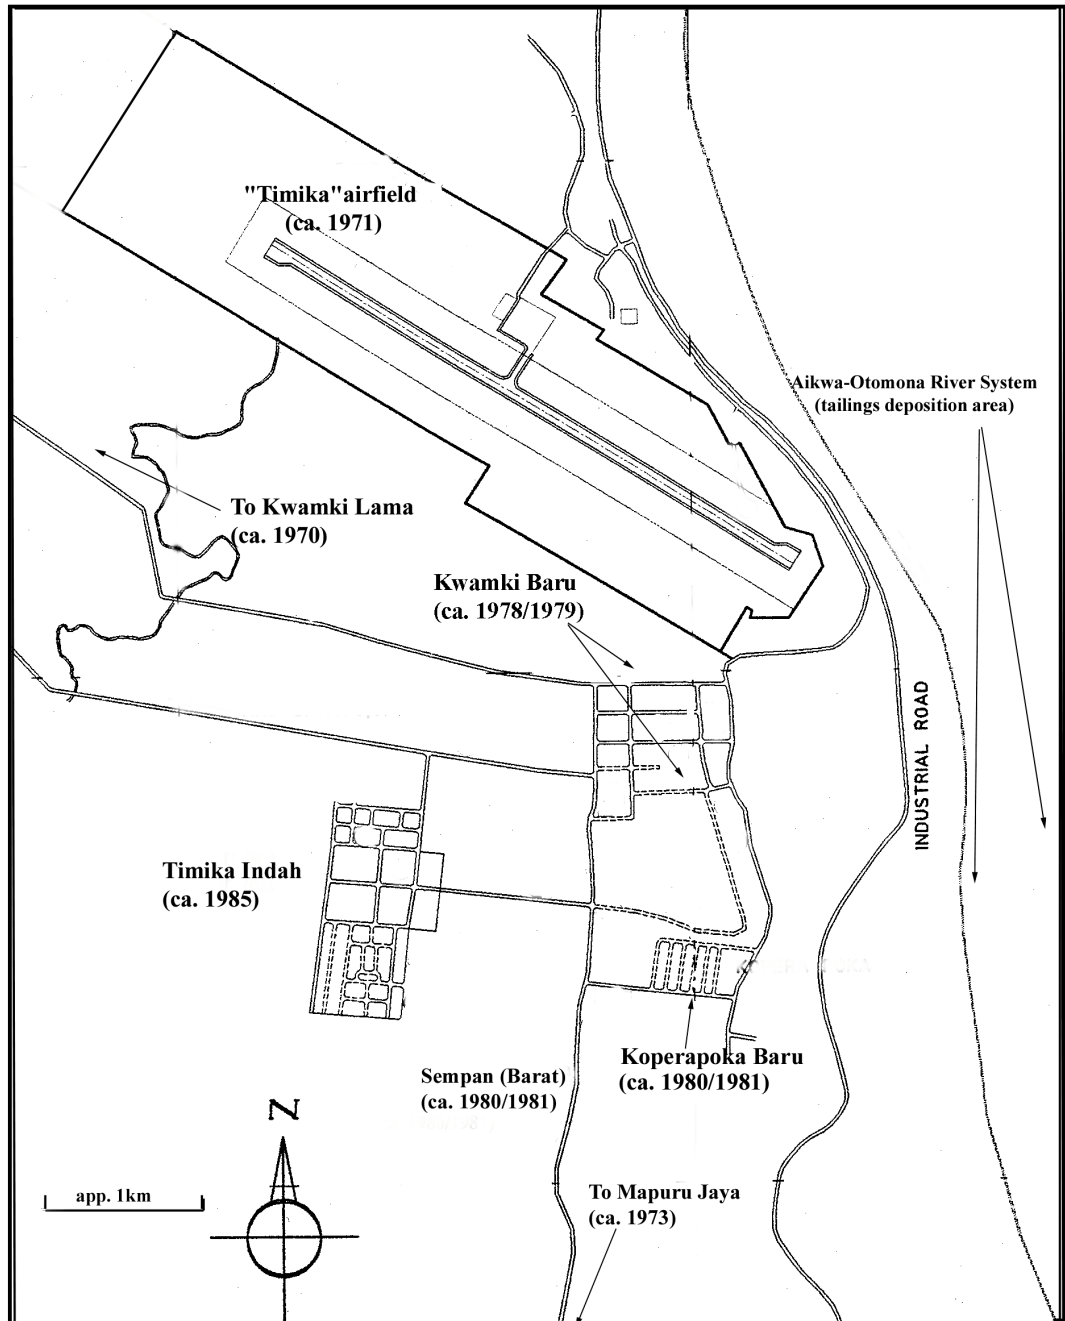 "Timika"airfield
(ca. 1971)
Aikwa-Otomona River System
(tailings deposition area)
To Kwamki Lama
(ca. 1970)
Kwamki Baru
(ca. 1978/1979)
INDUSTRIAL ROAD
Timika Indah
(ca. 1985)
Koperapoka Baru
(ca. 1980/1981)
Sempan (Barat)
(ca. 1980/1981)
N
app. 1km
To Mapuru Jaya
(ca. 1973)